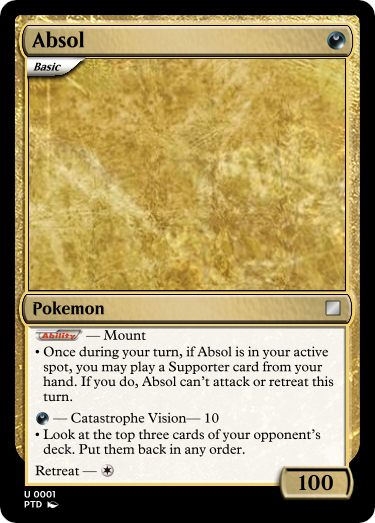 Absol
Basic
Pokemon
Ability — Mount
• Once during your turn, if Absol is in your active
spot, you may play a Supporter card from your
hand. If you do, Absol can't attack or retreat this
turn.
— Catastrophe Vision— 10
• Look at the top three cards of your opponent's
deck. Put them back in any order.
Retreat —
100
U 0001
PTD